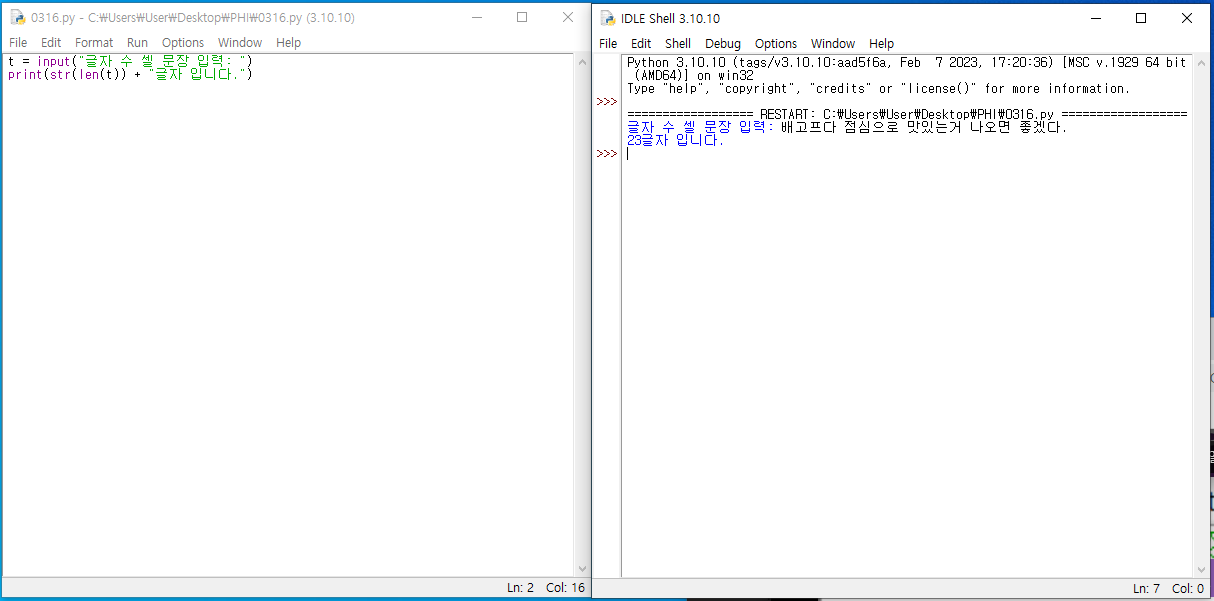 0316.py - C:₩Users₩User₩Desktop₩PHI₩0316.py (3.10.10)
File Edit Format Run Options Window Help
t = input("글자 수 셀 문장 입력: ")
print(str(len(t)) + "글자 입니다.")
Ln: 2 Col: 16
IDLE Shell 3.10.10
File Edit Shell Debug Options Window Help
Python 3.10.10 (tags/v3.10.10:aad5f6a, Feb  7 2023, 17:20:36) [MSC v.1929 64 bit
 (AMD64)] on win32
Type "help", "copyright", "credits" or "license()" for more information.
>>>
================== RESTART: C:₩Users₩User₩Desktop₩PHI₩0316.py ==================
글자 수 셀 문장 입력: 배고프다 점심으로 맛있는거 나오면 좋겠다.
23글자 입니다.
>>>
Ln: 7 Col: 0